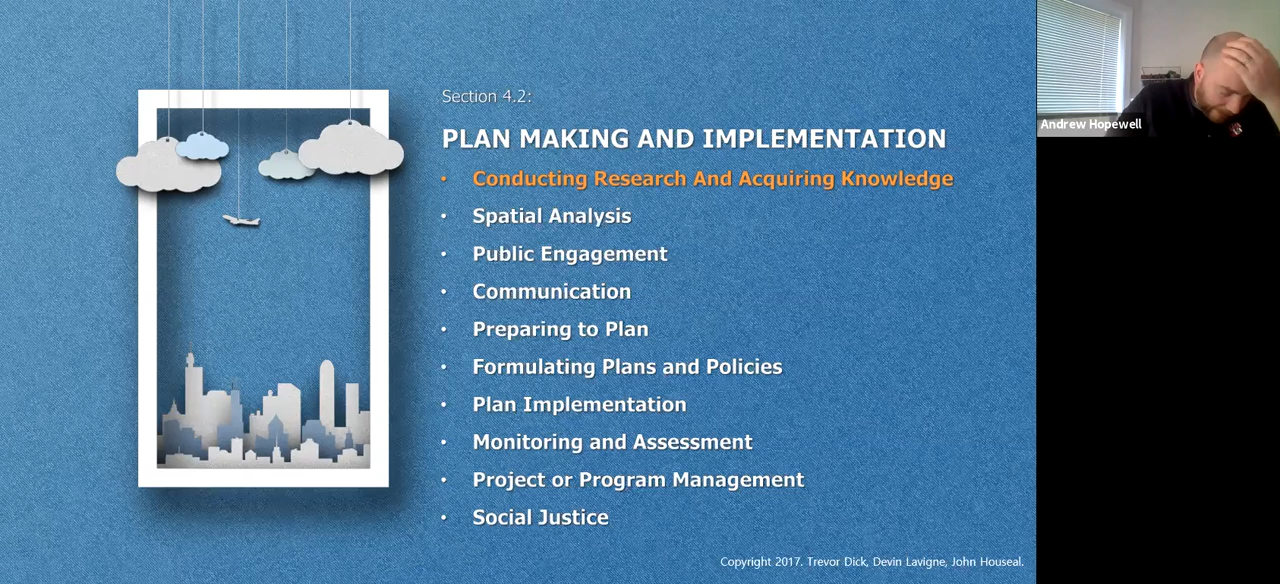 Section 4.2:
PLAN MAKING AND IMPLEMENTATION
• Conducting Research And Acquiring Knowledge
• Spatial Analysis
• Public Engagement
• Communication
• Preparing to Plan
• Formulating Plans and Policies
• Plan Implementation
• Monitoring and Assessment
• Project or Program Management
• Social Justice
Copyright 2017. Trevor Dick, Devin Lavigne, John Houseal.
Andrew Hopewell